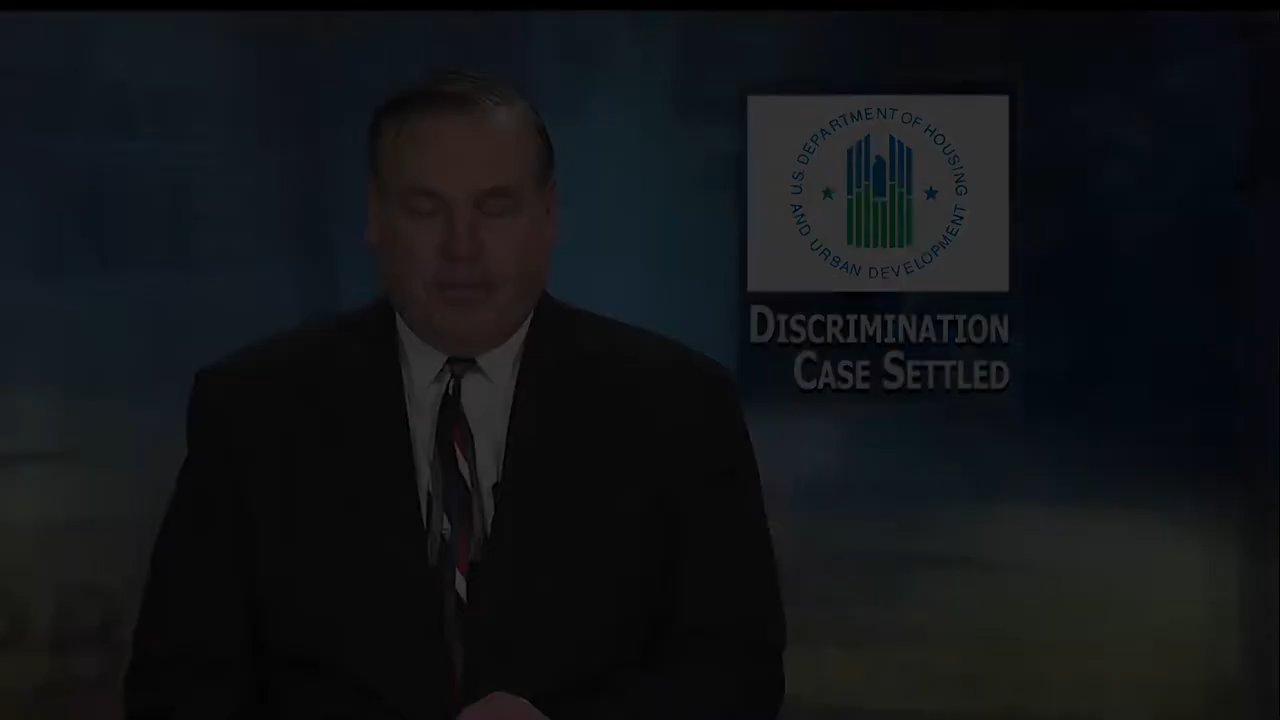 U.S. DEPARTMENT OF HOUSING
AND URBAN DEVELOPMENT
DISCRIMINATION
CASE SETTLED